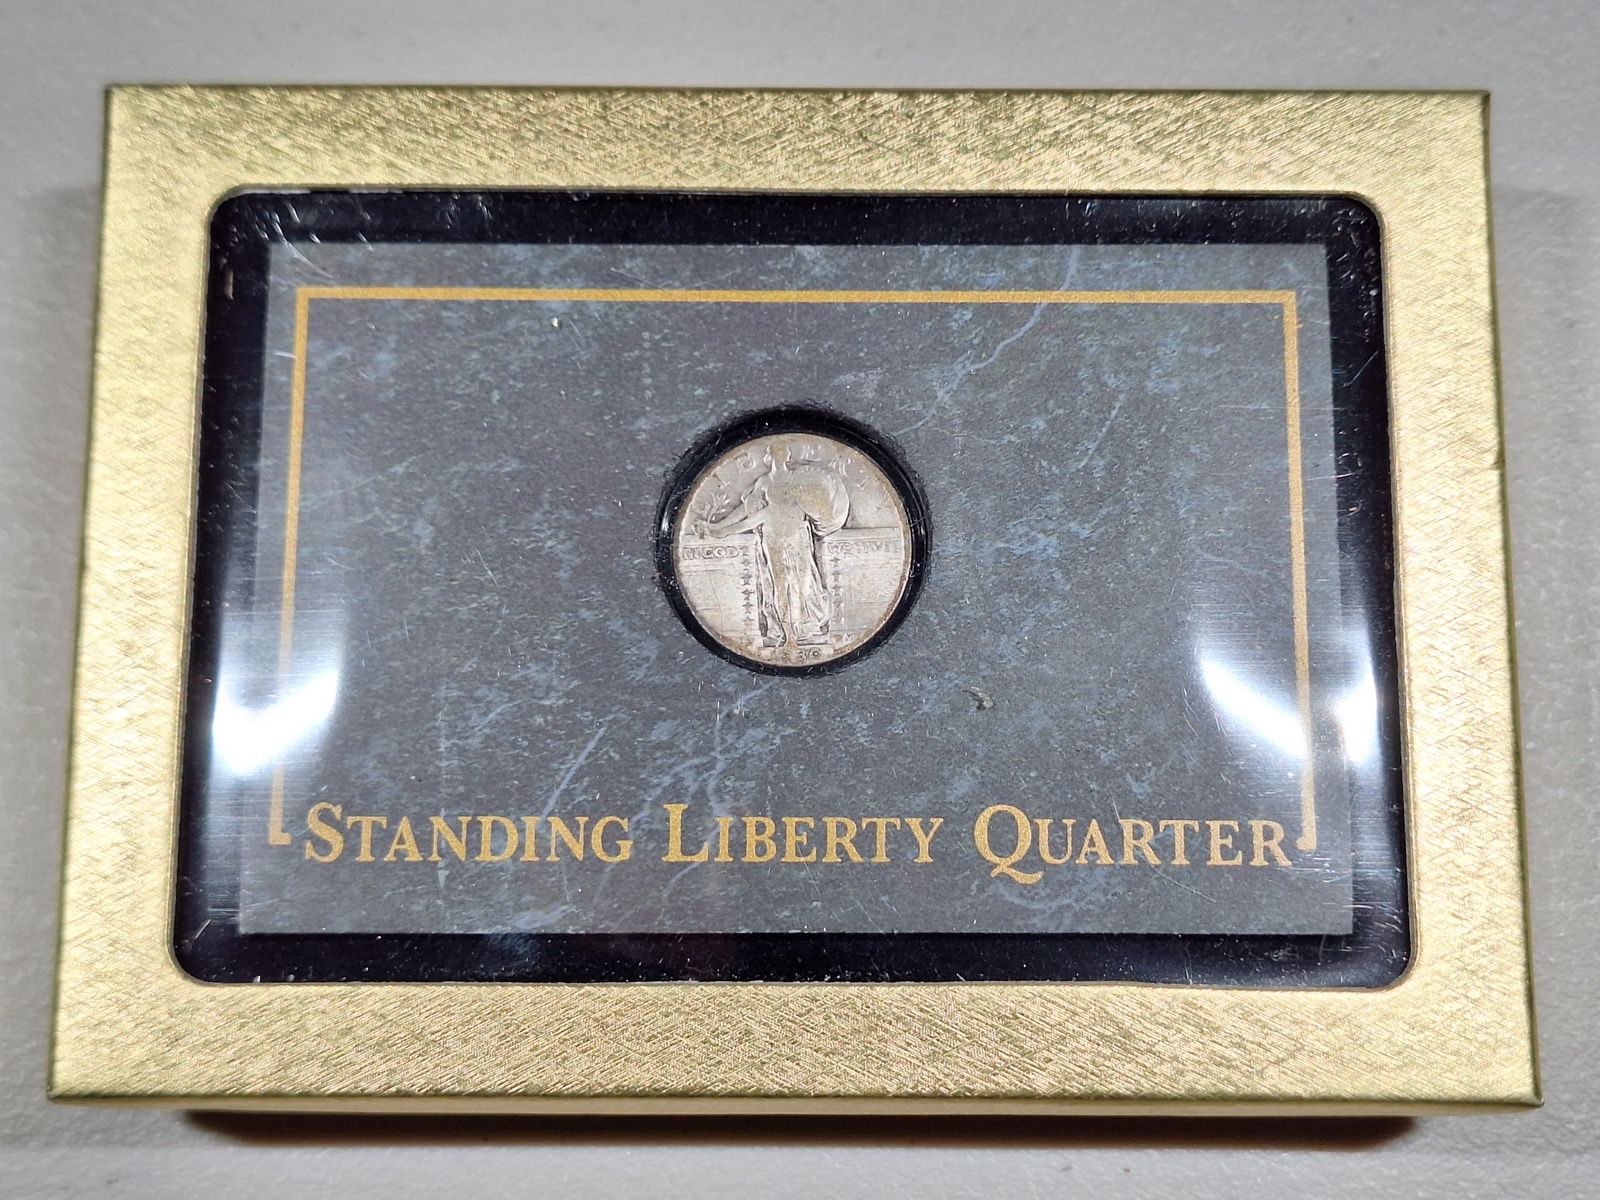 LIBERTY
IN GOD WE TRUST
STANDING LIBERTY QUARTER